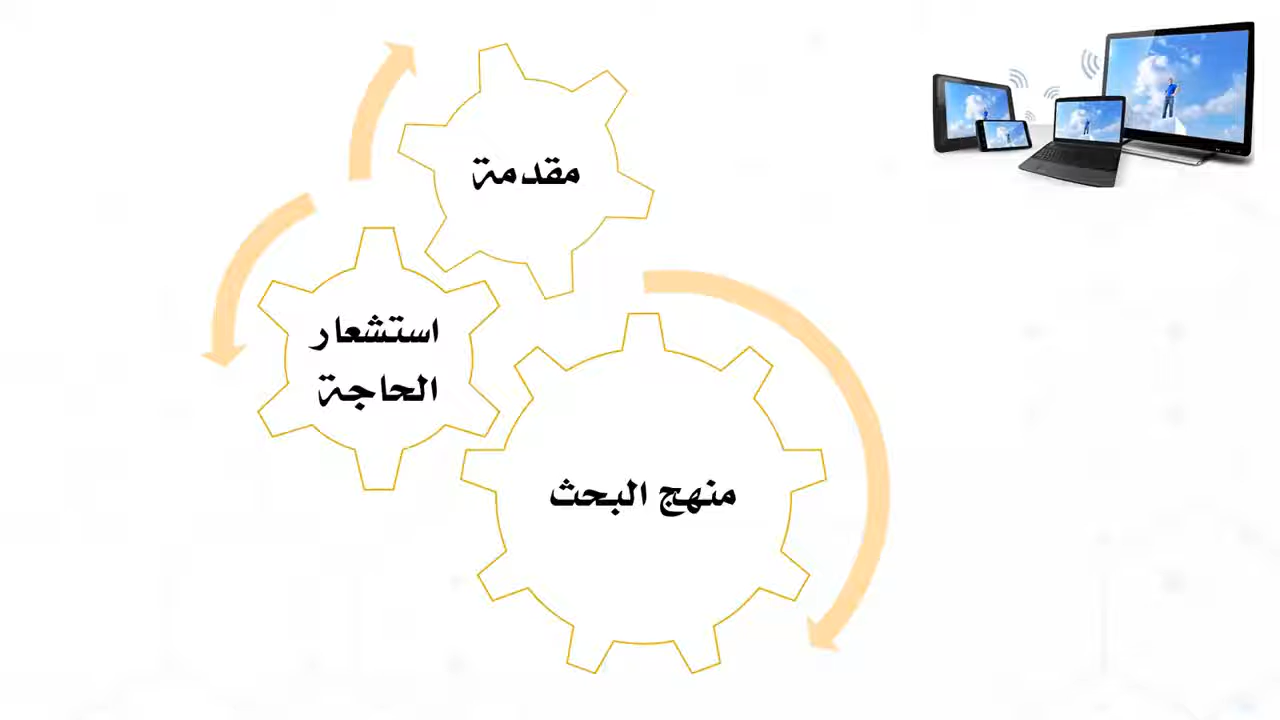 مقدمة
استشعار
الحاجة
منهج البحث